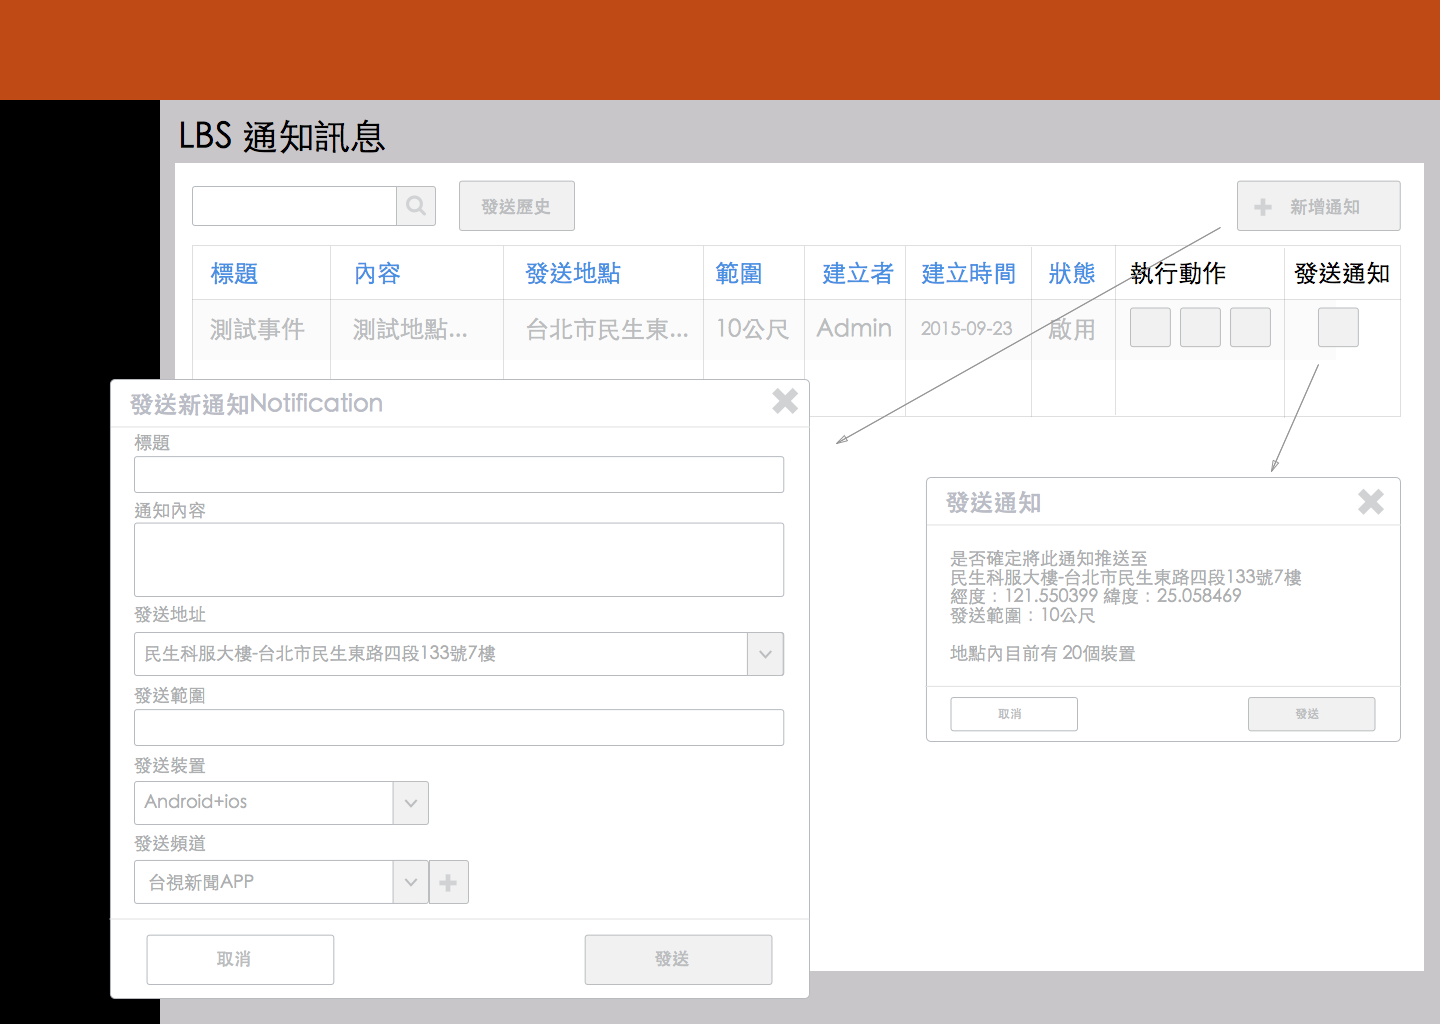 LBS 通知訊息
發送歷史
新增通知
標題 內容 發送地點 範圍 建立者 建立時間 狀態 執行動作 發送通知
測試事件 測試地點... 台北市民生東... 10公尺 Admin 2015-09-23 啟用
發送新通知Notification
標題
通知內容
發送地址
民生科服大樓-台北市民生東路四段133號7樓
發送範圍
發送裝置
Android+ios
發送頻道
台視新聞APP
取消
發送
發送通知
是否確定將此通知推送至
民生科服大樓-台北市民生東路四段133號7樓
經度：121.550399 緯度：25.058469
發送範圍：10公尺
地點內目前有 20個裝置
取消
發送